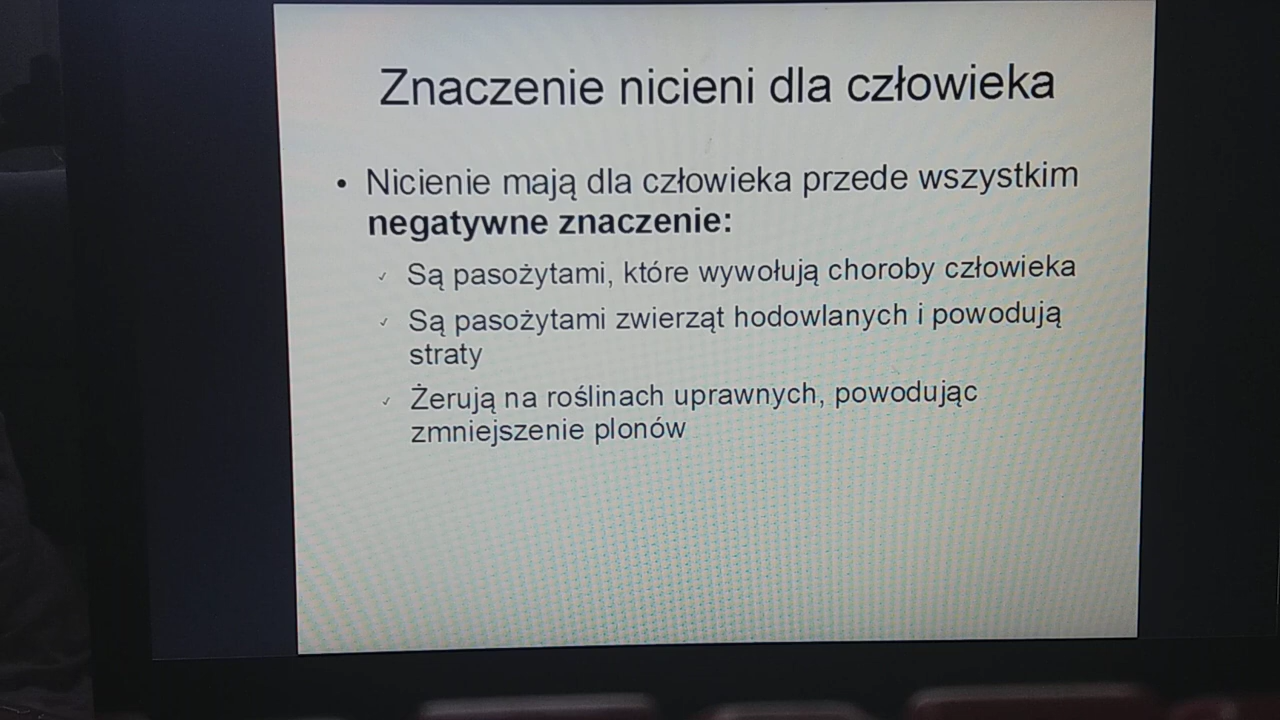 Znaczenie nicieni dla człowieka
• Nicienie mają dla człowieka przede wszystkim
negatywne znaczenie:
✓ Są pasożytami, które wywołują choroby człowieka
✓ Są pasożytami zwierząt hodowlanych i powodują
straty
✓ Żerują na roślinach uprawnych, powodując
zmniejszenie plonów